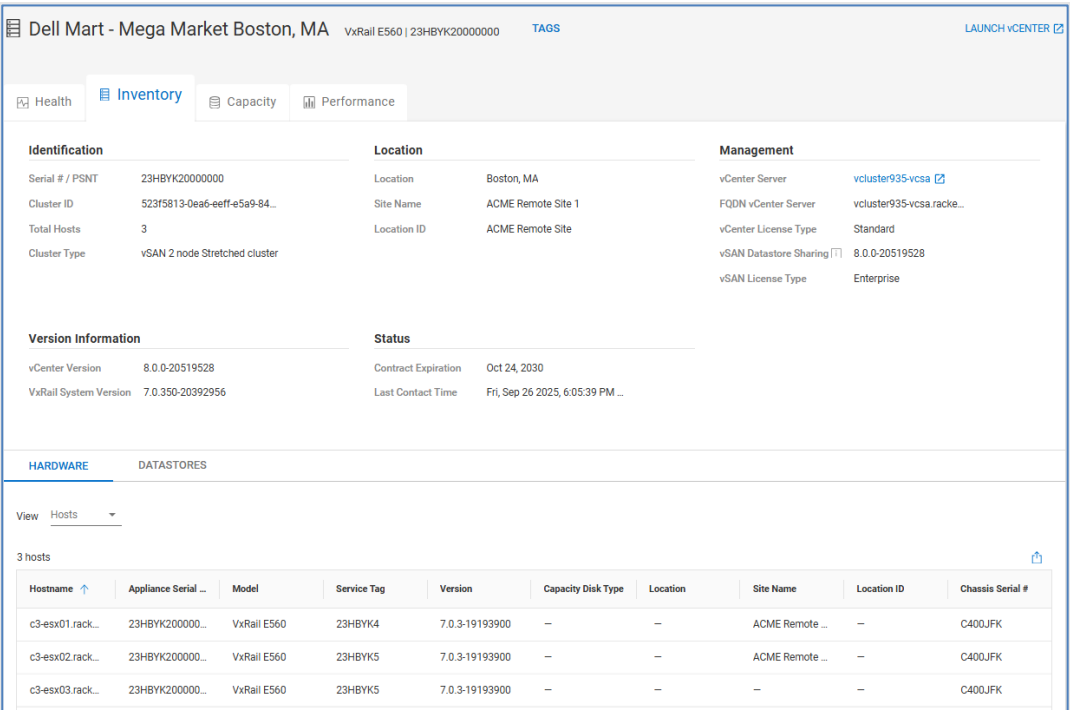 Dell Mart - Mega Market Boston, MA VxRail E560 | 23HBYK20000000 TAGS LAUNCH vCENTER
Health Inventory Capacity Performance
Identification
Serial # / PSNT 23HBYK20000000
Cluster ID 523f5813-0ea6-eeff-e5a9-84...
Total Hosts 3
Cluster Type vSAN 2 node Stretched cluster
Location
Location Boston, MA
Site Name ACME Remote Site 1
Location ID ACME Remote Site
Management
vCenter Server vcluster935-vcsa
FQDN vCenter Server vcluster935-vcsa.racke...
vCenter License Type Standard
vSAN Datastore Sharing 8.0.0-20519528
vSAN License Type Enterprise
Version Information
vCenter Version 8.0.0-20519528
VxRail System Version 7.0.350-20392956
Status
Contract Expiration Oct 24, 2030
Last Contact Time Fri, Sep 26 2025, 6:05:39 PM ...
HARDWARE DATASTORES
View Hosts
3 hosts
Hostname Appliance Serial ... Model Service Tag Version Capacity Disk Type Location Site Name Location ID Chassis Serial #
c3-esx01.rack... 23HBYK200000... VxRail E560 23HBYK4 7.0.3-19193900 – – ACME Remote ... – C400JFK
c3-esx02.rack... 23HBYK200000... VxRail E560 23HBYK5 7.0.3-19193900 – – ACME Remote ... – C400JFK
c3-esx03.rack... 23HBYK200000... VxRail E560 23HBYK5 7.0.3-19193900 – – – – C400JFK